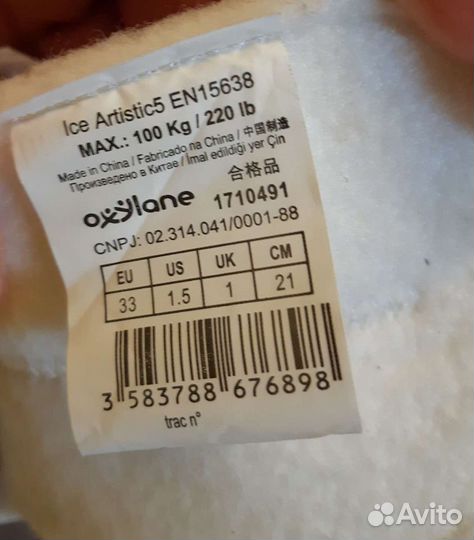 Ice Artistic5 EN15638
MAX.: 100 Kg / 220 lb
Made in China / Fabricado na China / 中国制造
Произведено в Китае / İmal edildiği yer Çin
合格品
oxylane 1710491
CNPJ: 02.314.041/0001-88
EU US UK CM
33 1.5 1 21
3 583788 676898
trac n°
Avito